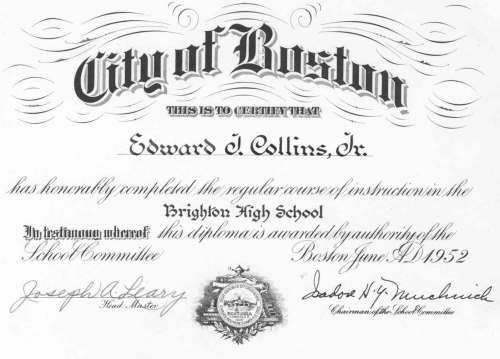 City of Boston
THIS IS TO CERTIFY THAT
Edward J. Collins, Jr.
has honorably completed the regular course of instruction in the
Brighton High School
In testimony whereof this diploma is awarded by authority of the
School Committee Boston June AD 1952
Joseph A. Leary Isadore H. Y. Muchnick
Head Master Chairman of the School Committee